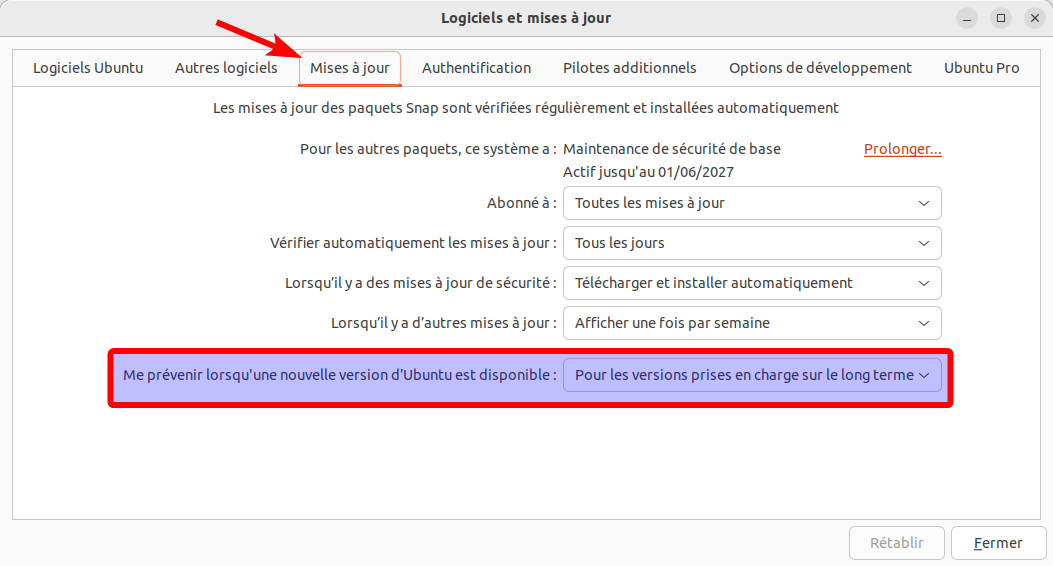 Logiciels et mises à jour
Logiciels Ubuntu Autres logiciels Mises à jour Authentification Pilotes additionnels Options de développement Ubuntu Pro
Les mises à jour des paquets Snap sont vérifiées régulièrement et installées automatiquement
Pour les autres paquets, ce système a : Maintenance de sécurité de base Prolonger...
Actif jusqu'au 01/06/2027
Abonné à : Toutes les mises à jour
Vérifier automatiquement les mises à jour : Tous les jours
Lorsqu’il y a des mises à jour de sécurité : Télécharger et installer automatiquement
Lorsqu’il y a d’autres mises à jour : Afficher une fois par semaine
Me prévenir lorsqu'une nouvelle version d’Ubuntu est disponible : Pour les versions prises en charge sur le long terme
Rétablir Fermer